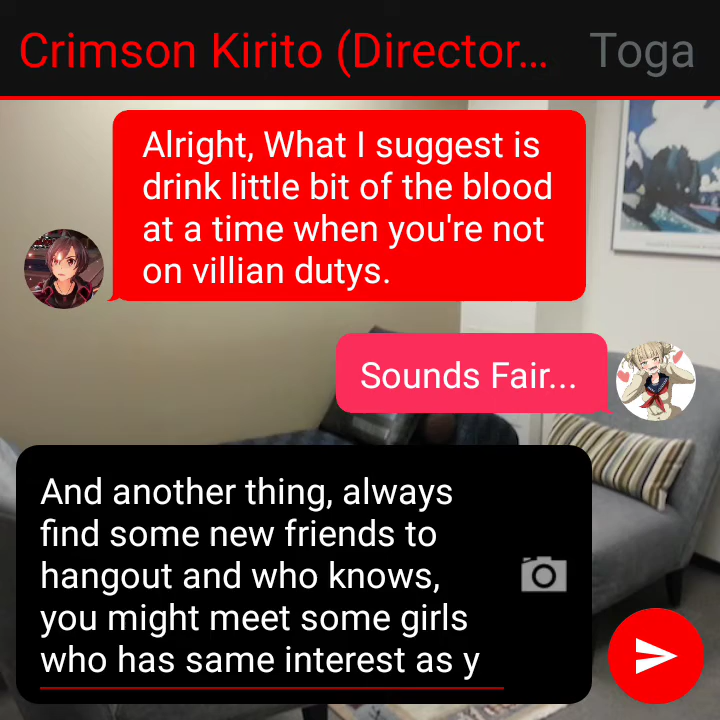 Crimson Kirito (Director... Toga
Alright, What I suggest is
drink little bit of the blood
at a time when you're not
on villian dutys.
Sounds Fair...
And another thing, always
find some new friends to
hangout and who knows,
you might meet some girls
who has same interest as y